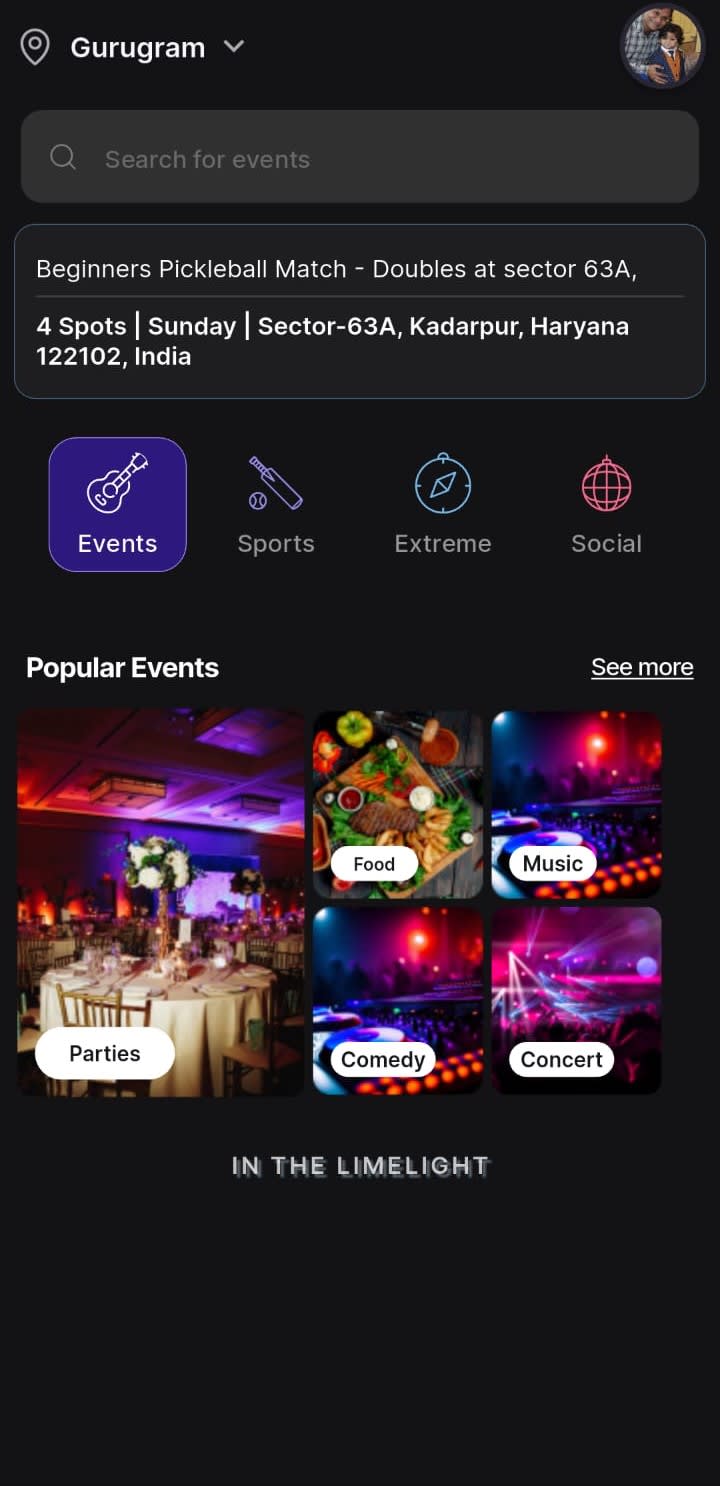 Gurugram
Search for events
Beginners Pickleball Match - Doubles at sector 63A,
4 Spots | Sunday | Sector-63A, Kadarpur, Haryana
122102, India
Events
Sports
Extreme
Social
Popular Events
See more
Food
Music
Parties
Comedy
Concert
IN THE LIMELIGHT